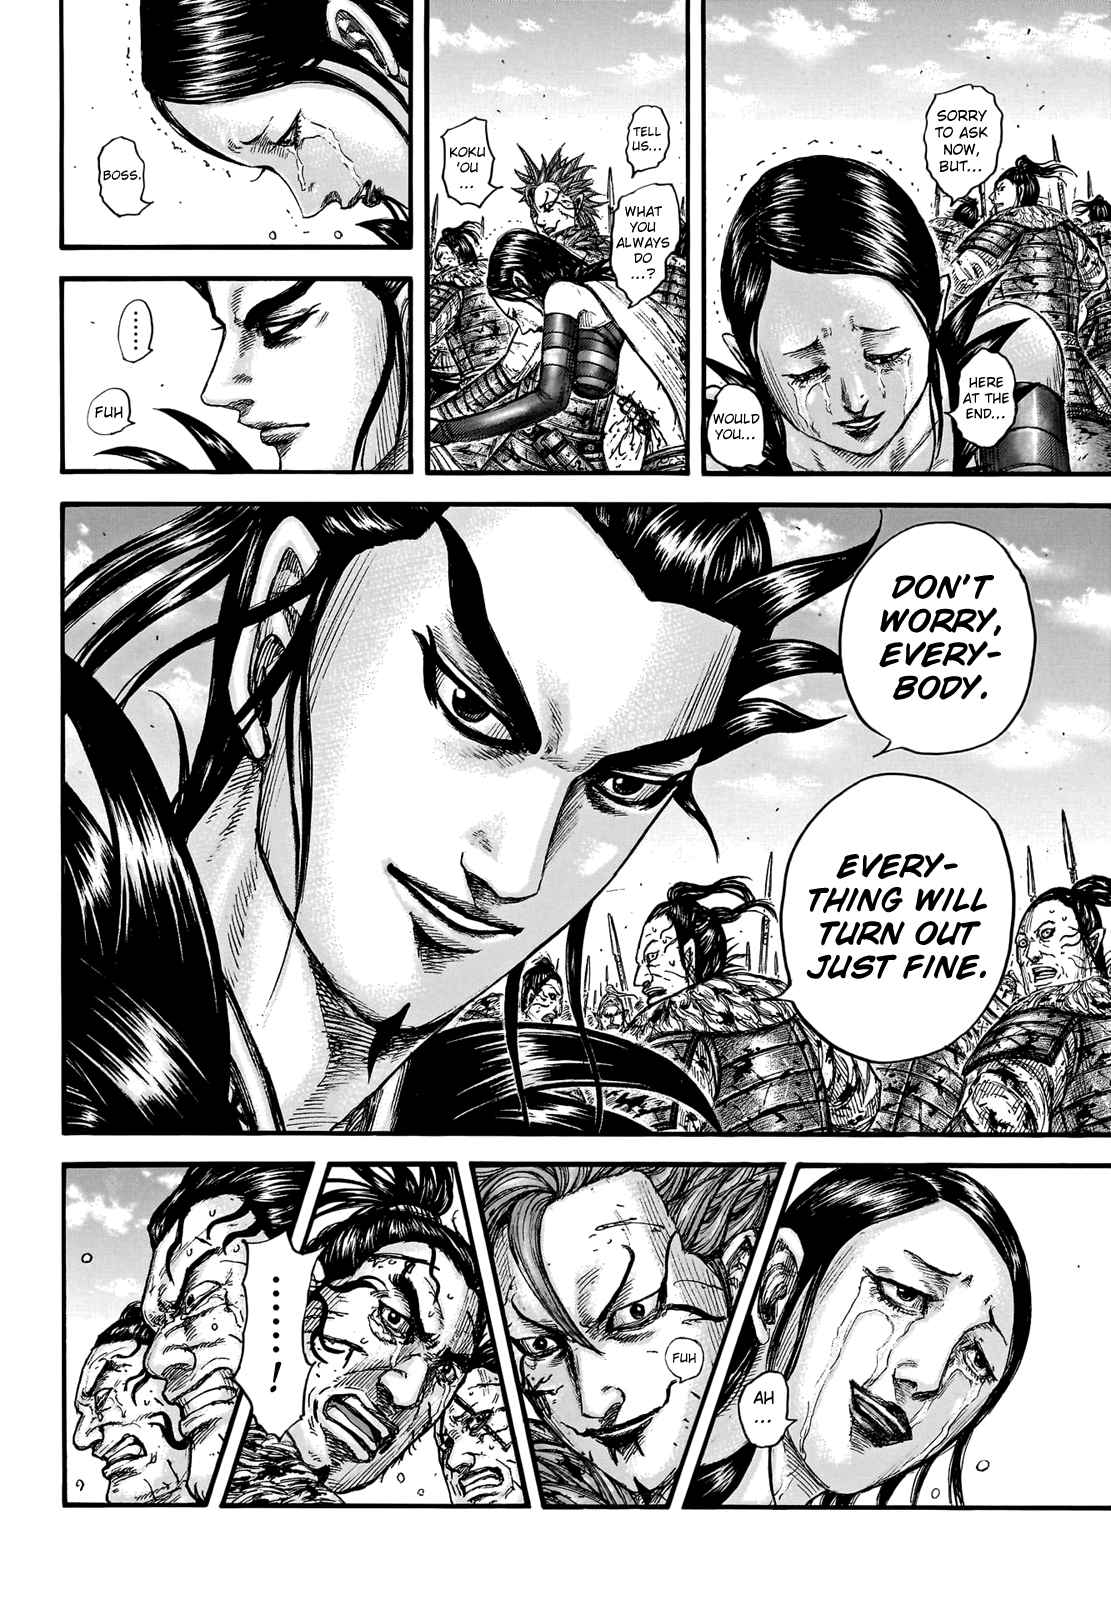 SORRY
TO ASK
NOW,
BUT...
HERE
AT THE
END...
WOULD
YOU...
TELL
US...
WHAT
YOU
ALWAYS
DO
...?
KOKU
'OU
...
BOSS.
......
FUH
DON'T
WORRY,
EVERY-
BODY.
EVERY-
THING WILL
TURN OUT
JUST FINE.
AH
...
FUH
......!